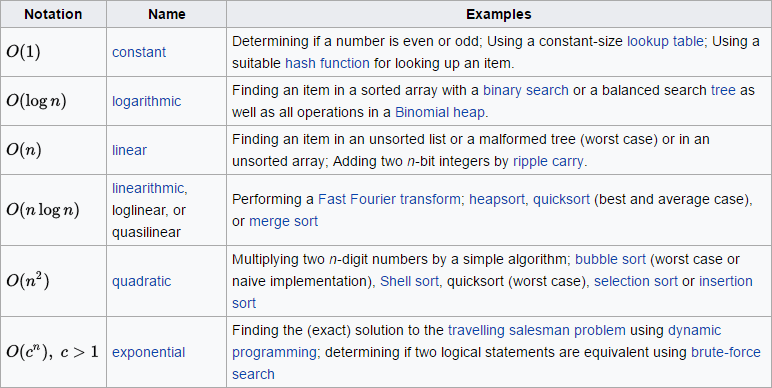 Notation Name Examples
O(1) constant Determining if a number is even or odd; Using a constant-size lookup table; Using a
suitable hash function for looking up an item.
O(log n) logarithmic Finding an item in a sorted array with a binary search or a balanced search tree as
well as all operations in a Binomial heap.
O(n) linear Finding an item in an unsorted list or a malformed tree (worst case) or in an
unsorted array; Adding two n-bit integers by ripple carry.
O(n log n) linearithmic,
loglinear, or
quasilinear
Performing a Fast Fourier transform; heapsort, quicksort (best and average case),
or merge sort
O(n²) quadratic Multiplying two n-digit numbers by a simple algorithm; bubble sort (worst case or
naive implementation), Shell sort, quicksort (worst case), selection sort or insertion
sort
O(cⁿ), c > 1 exponential Finding the (exact) solution to the travelling salesman problem using dynamic
programming; determining if two logical statements are equivalent using brute-force
search